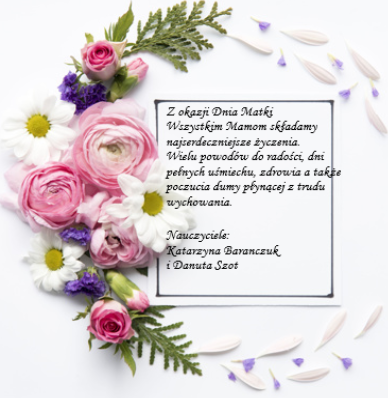 Z okazji Dnia Matki
Wszystkim Mamom składamy
najserdeczniejsze życzenia.
Wielu powodów do radości, dni
pełnych uśmiechu, zdrowia a także
poczucia dumy płynącej z trudu
wychowania.

Nauczyciele:
Katarzyna Baranczuk
i Danuta Szot